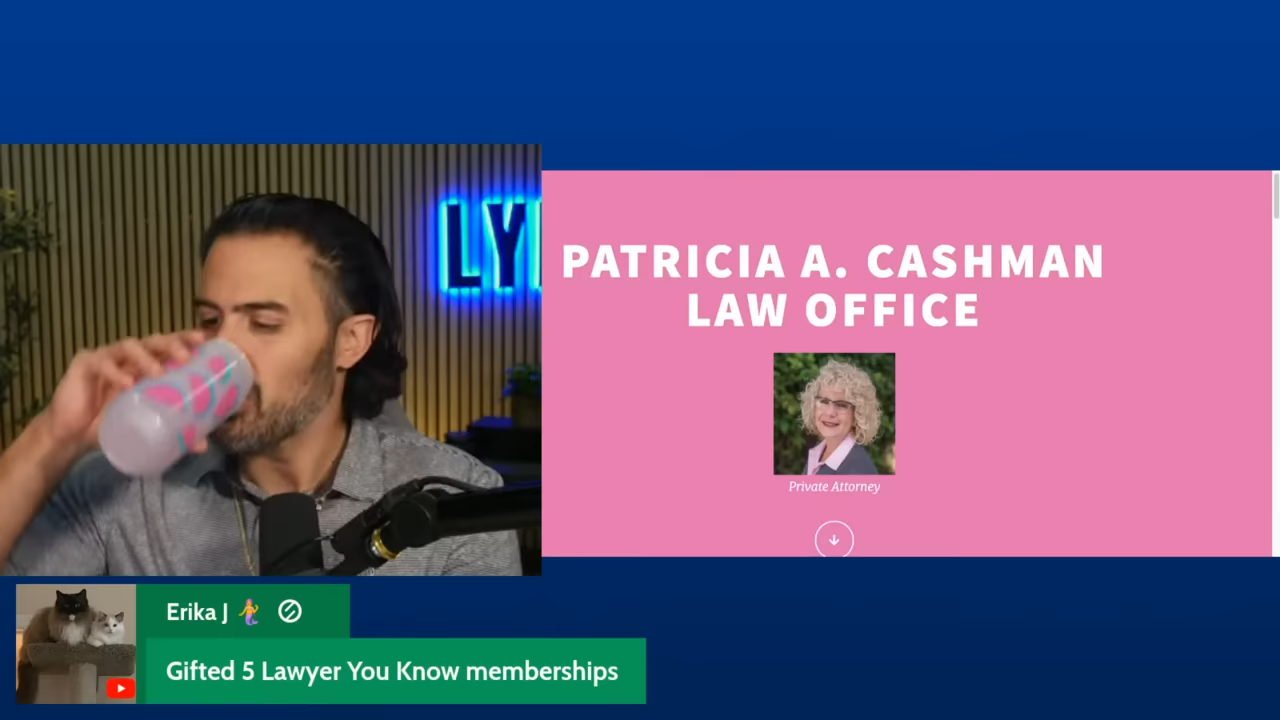 LY
PATRICIA A. CASHMAN
LAW OFFICE
Private Attorney
Erika J
Gifted 5 Lawyer You Know memberships